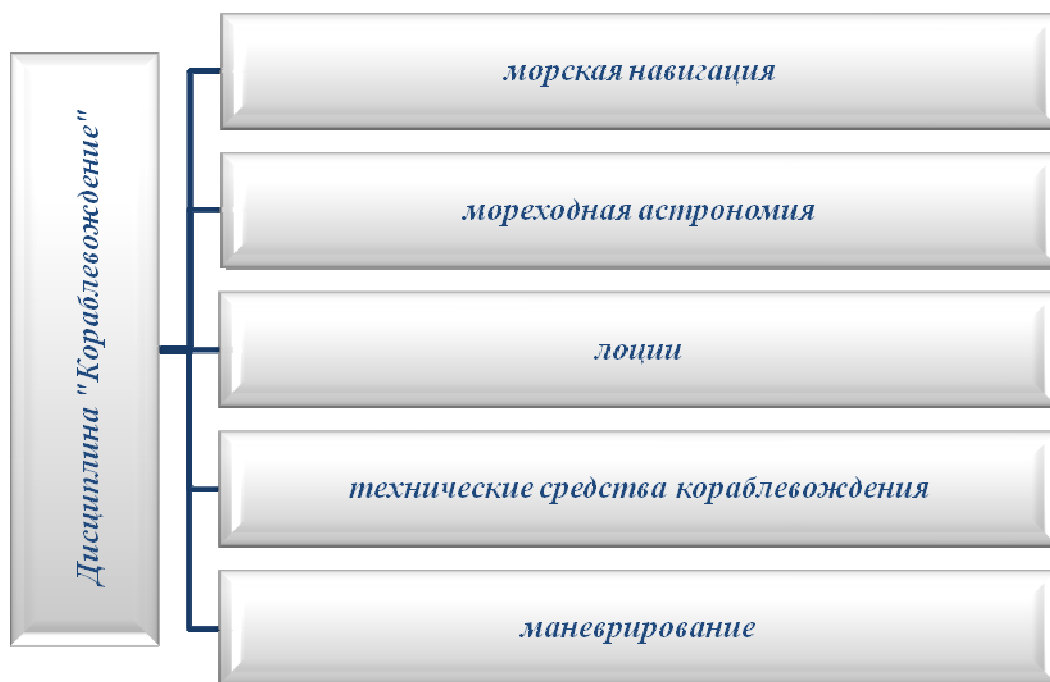 Дисциплина "Кораблевождение"
морская навигация
мореходная астрономия
лоции
технические средства кораблевождения
маневрирование